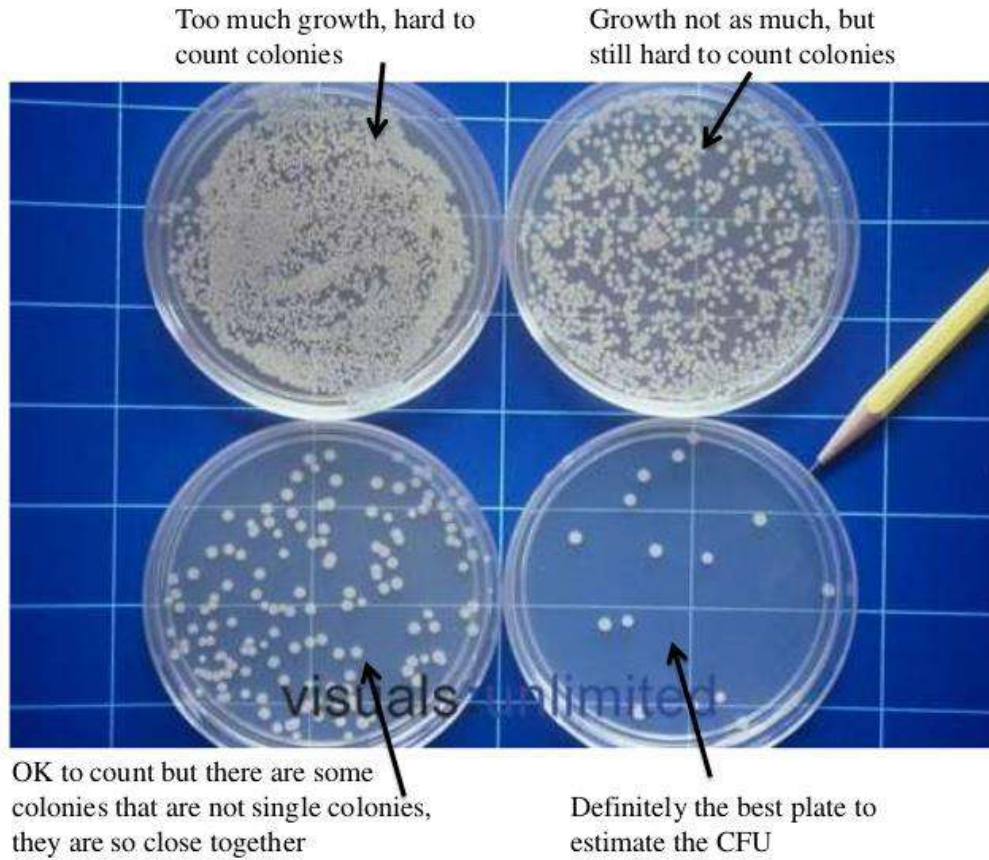 Too much growth, hard to
count colonies
Growth not as much, but
still hard to count colonies
visuals unlimited
OK to count but there are some
colonies that are not single colonies,
they are so close together
Definitely the best plate to
estimate the CFU